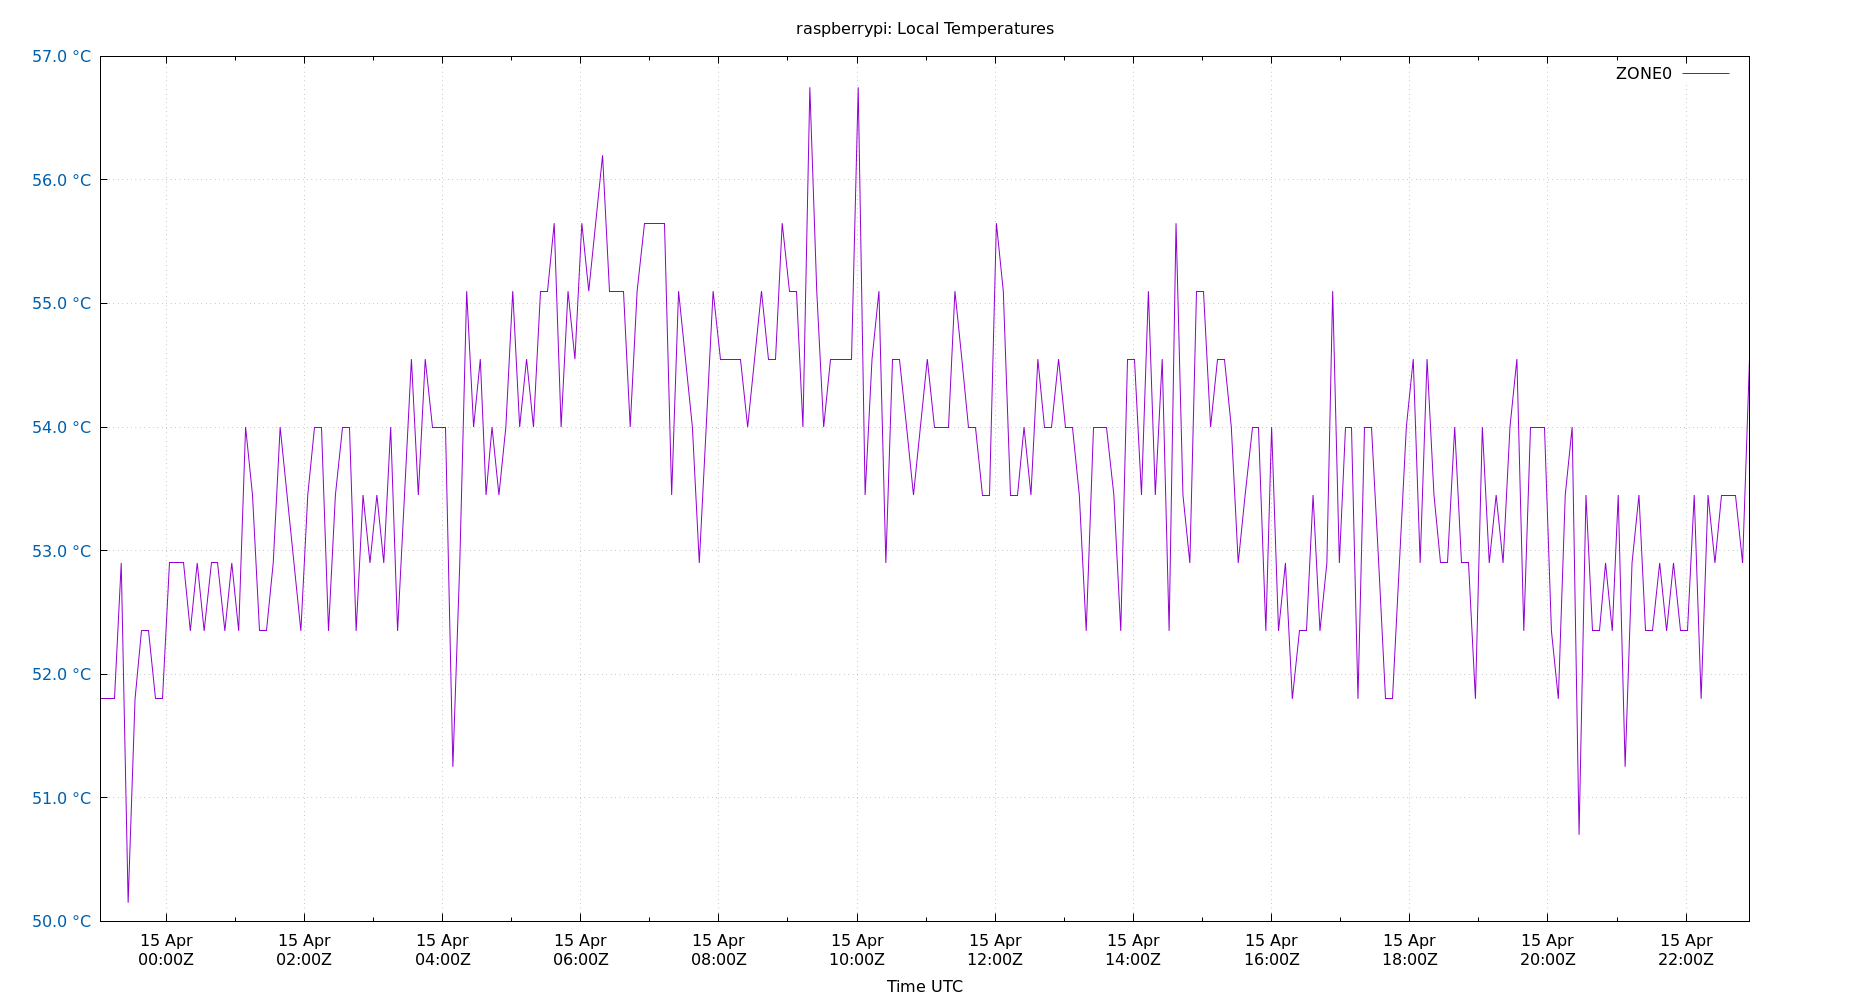 raspberrypi: Local Temperatures
57.0 °C
ZONE0
56.0 °C
55.0 °C
54.0 °C
53.0 °C
52.0 °C
51.0 °C
50.0 °C
15 Apr 15 Apr 15 Apr 15 Apr 15 Apr 15 Apr 15 Apr 15 Apr 15 Apr 15 Apr 15 Apr 15 Apr
00:00Z 02:00Z 04:00Z 06:00Z 08:00Z 10:00Z 12:00Z 14:00Z 16:00Z 18:00Z 20:00Z 22:00Z
Time UTC